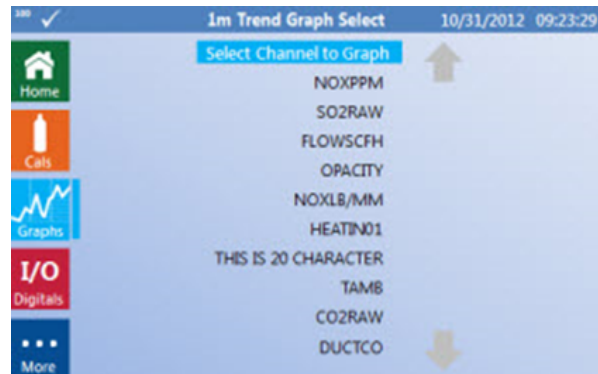 100 1m Trend Graph Select 10/31/2012 09:23:29
Select Channel to Graph
Home
NOXPPM
SO2RAW
Cals
FLOWSCFH
OPACITY
NOXLB/MM
Graphs
HEATIN01
THIS IS 20 CHARACTER
I/O
Digitals
TAMB
CO2RAW
DUCTCO
More